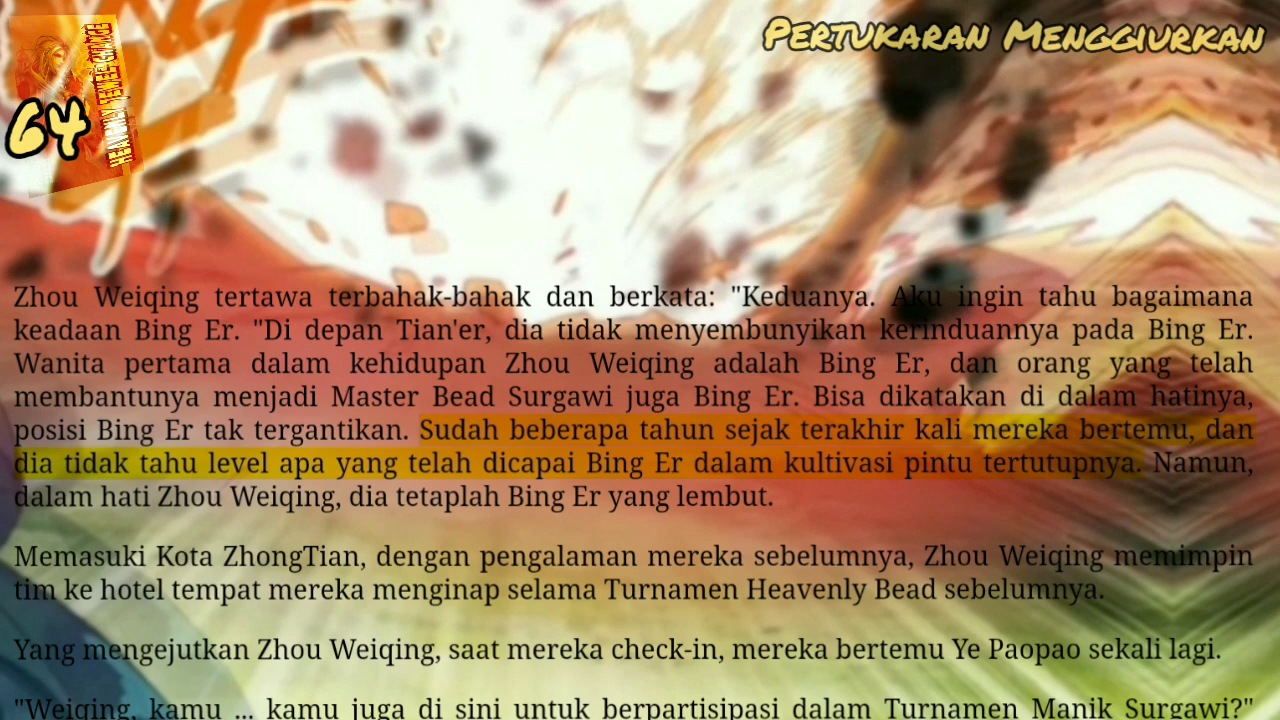 Pertukaran Menggiurkan
HEAVENLY JEWEL CHANGE
64
Zhou Weiqing tertawa terbahak-bahak dan berkata: "Keduanya. Aku ingin tahu bagaimana
keadaan Bing Er. "Di depan Tian'er, dia tidak menyembunyikan kerinduannya pada Bing Er.
Wanita pertama dalam kehidupan Zhou Weiqing adalah Bing Er, dan orang yang telah
membantunya menjadi Master Bead Surgawi juga Bing Er. Bisa dikatakan di dalam hatinya,
posisi Bing Er tak tergantikan. Sudah beberapa tahun sejak terakhir kali mereka bertemu, dan
dia tidak tahu level apa yang telah dicapai Bing Er dalam kultivasi pintu tertutupnya. Namun,
dalam hati Zhou Weiqing, dia tetaplah Bing Er yang lembut.
Memasuki Kota ZhongTian, dengan pengalaman mereka sebelumnya, Zhou Weiqing memimpin
tim ke hotel tempat mereka menginap selama Turnamen Heavenly Bead sebelumnya.
Yang mengejutkan Zhou Weiqing, saat mereka check-in, mereka bertemu Ye Paopao sekali lagi.
"Weiqing, kamu ... kamu juga di sini untuk berpartisipasi dalam Turnamen Manik Surgawi?"